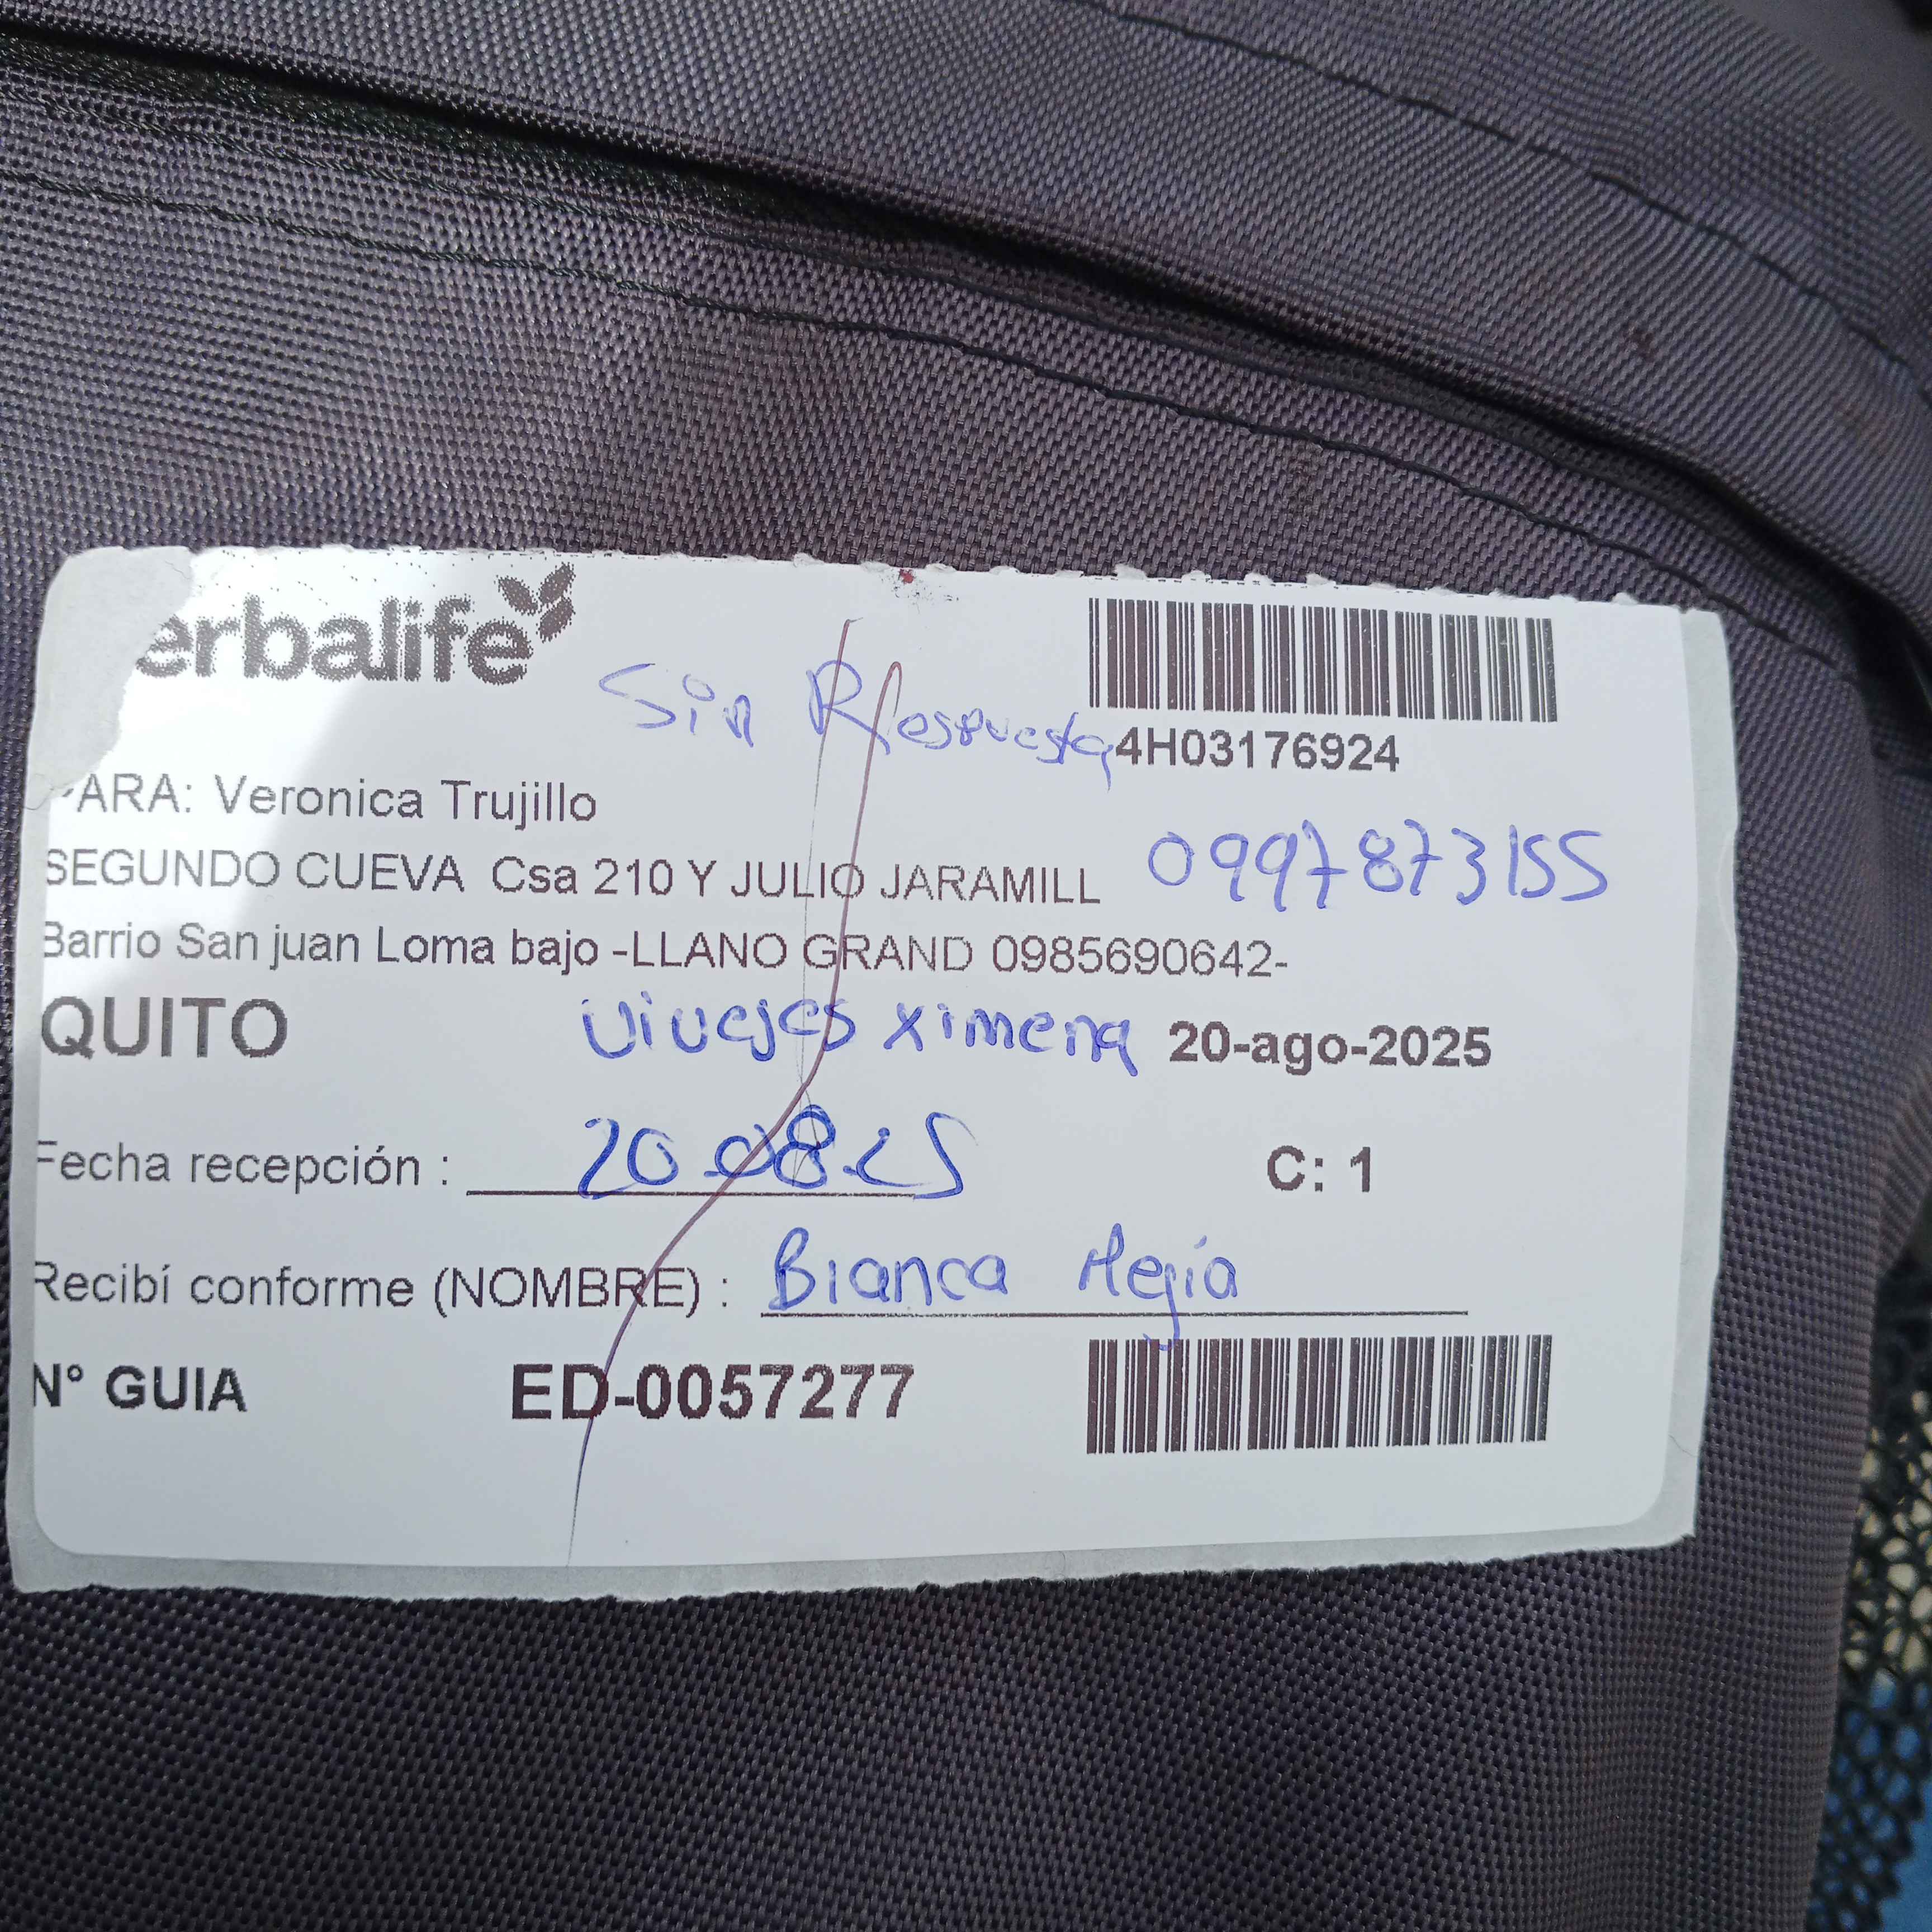 erbalife
Sin Respuesta
4H03176924
PARA: Veronica Trujillo
SEGUNDO CUEVA Csa 210 Y JULIO JARAMILL 0997873155
Barrio San juan Loma bajo -LLANO GRAND 0985690642-
QUITO Ximena 20-ago-2025
Fecha recepción : 20.08.25 C: 1
Recibí conforme (NOMBRE) : Bianca Mejía
N° GUIA ED-0057277